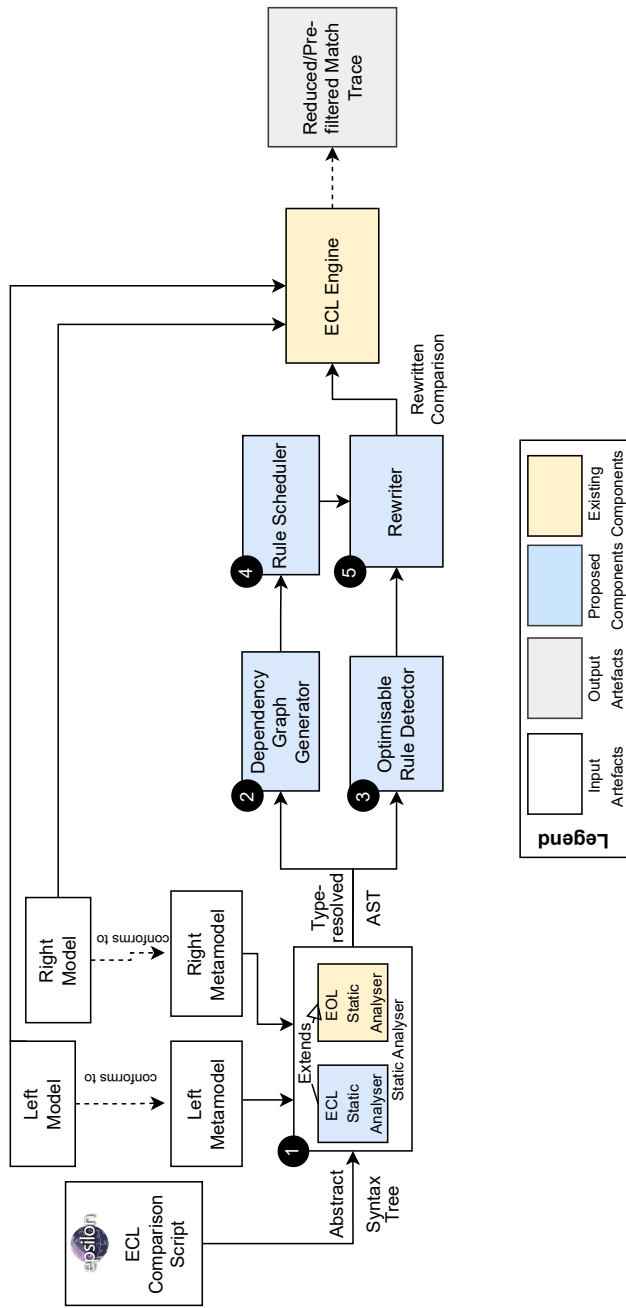 epsilon
ECL
Comparison
Script
Left
Model
Right
Model
conforms to
conforms to
Left
Metamodel
Right
Metamodel
Abstract
Syntax
Tree
1
ECL
Static
Analyser
Extends
EOL
Static
Analyser
Static Analyser
Type-
resolved
AST
2
Dependency
Graph
Generator
3
Optimisable
Rule Detector
4
Rule Scheduler
5
Rewriter
Rewritten
Comparison
ECL Engine
Reduced/Pre-
filtered Match
Trace
Legend
Input
Artefacts
Output
Artefacts
Proposed
Components
Existing
Components